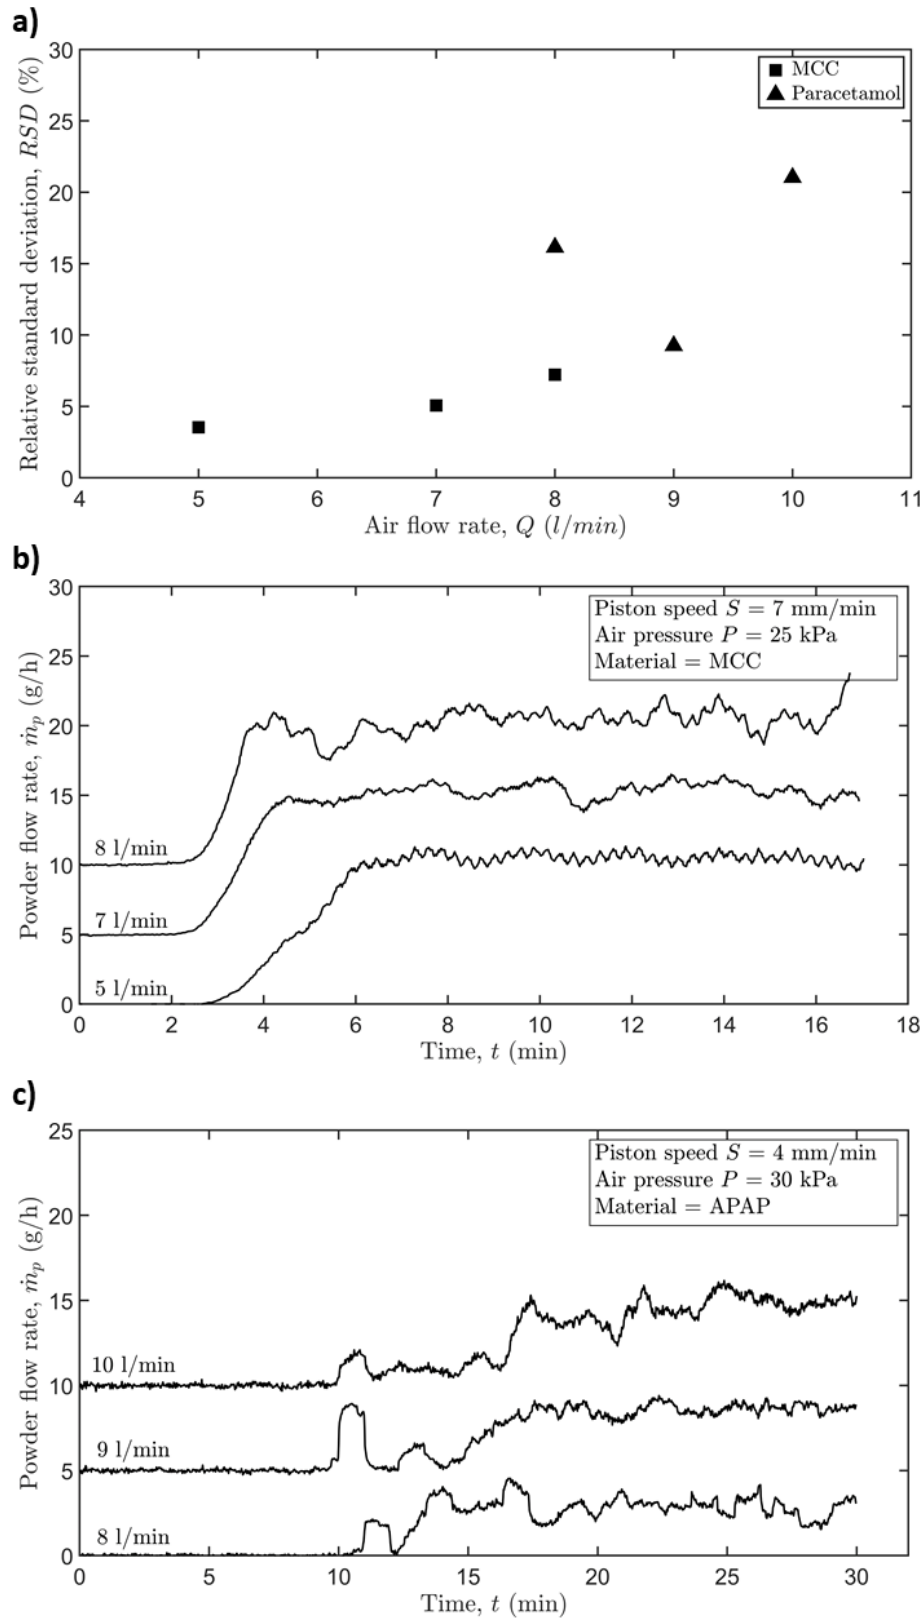 a)
30
25
20
15
10
5
0
Relative standard deviation, RSD (%)
MCC
Paracetamol
4 5 6 7 8 9 10 11
Air flow rate, Q (l/min)
b)
30
25
20
15
10
5
0
Powder flow rate, ṁp (g/h)
Piston speed S = 7 mm/min
Air pressure P = 25 kPa
Material = MCC
8 l/min
7 l/min
5 l/min
0 2 4 6 8 10 12 14 16 18
Time, t (min)
c)
25
20
15
10
5
0
Powder flow rate, ṁp (g/h)
Piston speed S = 4 mm/min
Air pressure P = 30 kPa
Material = APAP
10 l/min
9 l/min
8 l/min
0 5 10 15 20 25 30
Time, t (min)